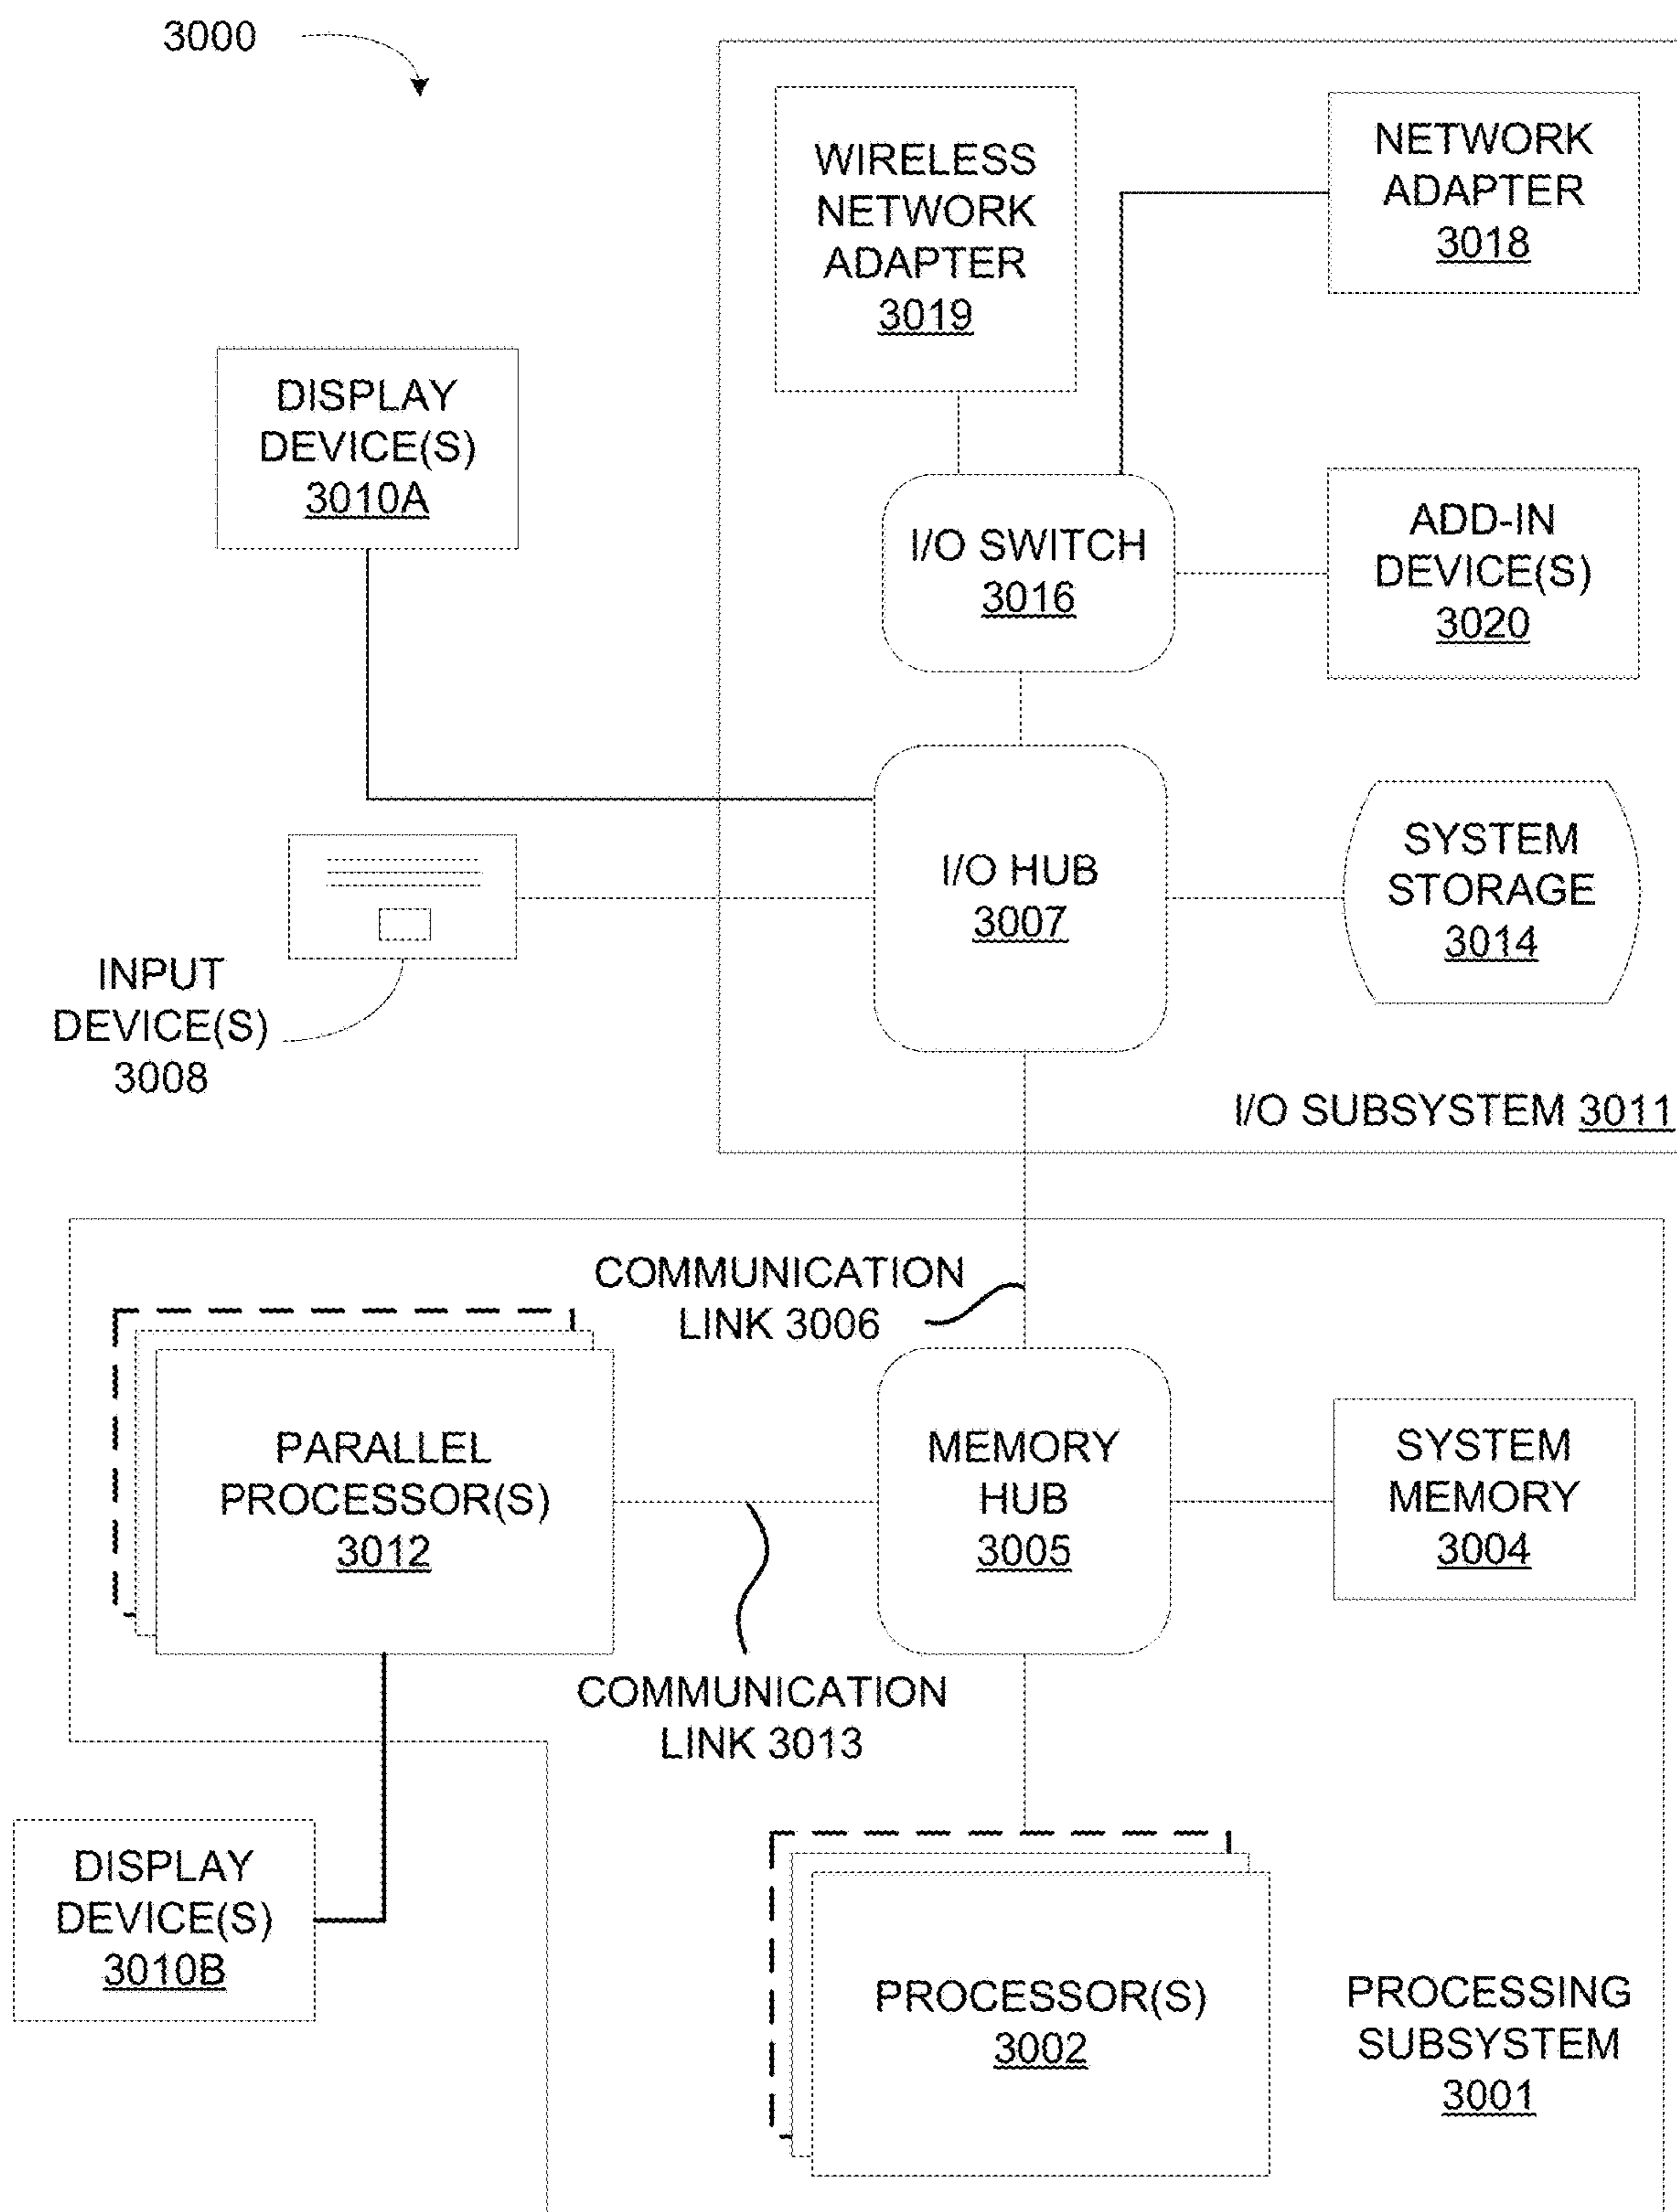 3000
WIRELESS
NETWORK
ADAPTER
3019
NETWORK
ADAPTER
3018
DISPLAY
DEVICE(S)
3010A
I/O SWITCH
3016
ADD-IN
DEVICE(S)
3020
I/O HUB
3007
SYSTEM
STORAGE
3014
INPUT
DEVICE(S)
3008
I/O SUBSYSTEM 3011
COMMUNICATION
LINK 3006
PARALLEL
PROCESSOR(S)
3012
MEMORY
HUB
3005
SYSTEM
MEMORY
3004
COMMUNICATION
LINK 3013
DISPLAY
DEVICE(S)
3010B
PROCESSOR(S)
3002
PROCESSING
SUBSYSTEM
3001